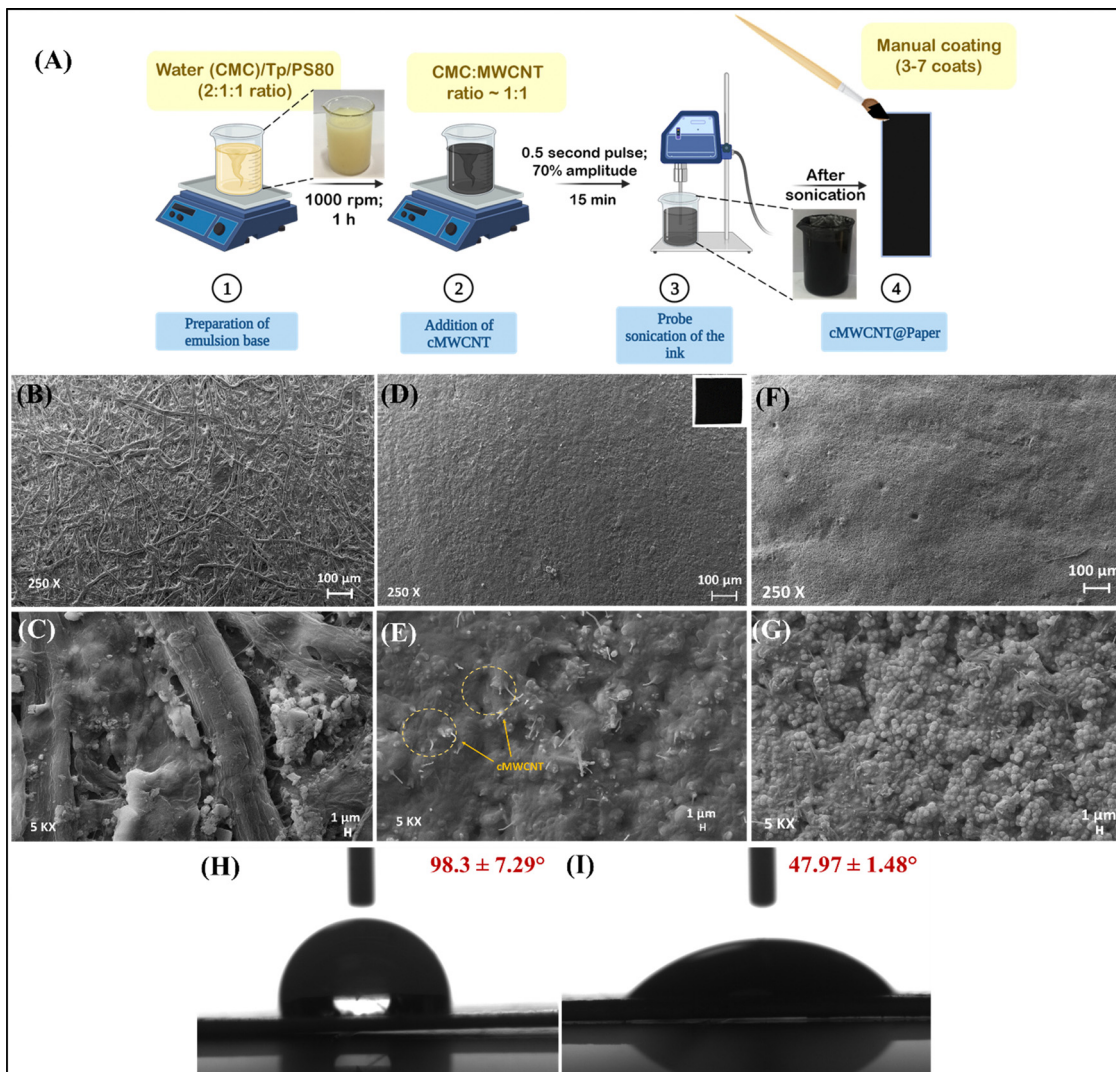 (A)
Water (CMC)/Tp/PS80
(2:1:1 ratio)
CMC:MWCNT
ratio ~ 1:1
Manual coating
(3-7 coats)
1000 rpm;
1 h
0.5 second pulse;
70% amplitude
15 min
After
sonication
1
2
3
4
Preparation of
emulsion base
Addition of
cMWCNT
Probe
sonication of the
ink
cMWCNT@Paper
(B)
250 X
100 µm
(D)
250 X
100 µm
(F)
250 X
100 µm
(C)
5 KX
1 µm
(E)
cMWCNT
5 KX
1 µm
(G)
5 KX
1 µm
(H)
98.3 ± 7.29°
(I)
47.97 ± 1.48°